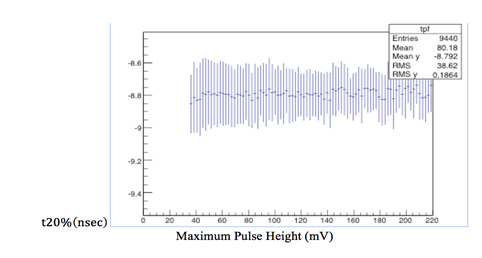 tpf
Entries 9440
Mean 80.18
Mean y -8.792
RMS 38.62
RMS y 0.1864
-8.6
-8.8
-9
-9.2
-9.4
0 20 40 60 80 100 120 140 160 180 200 220
t20%(nsec)
Maximum Pulse Height (mV)